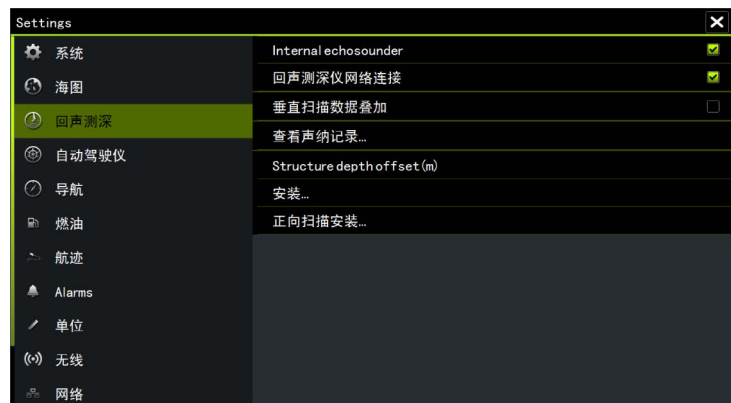 Settings
系统
海图
回声测深
自动驾驶仪
导航
燃油
航迹
Alarms
单位
无线
网络
Internal echosounder
回声测深仪网络连接
垂直扫描数据叠加
查看声纳记录…
Structure depth offset (m)
安装…
正向扫描安装…